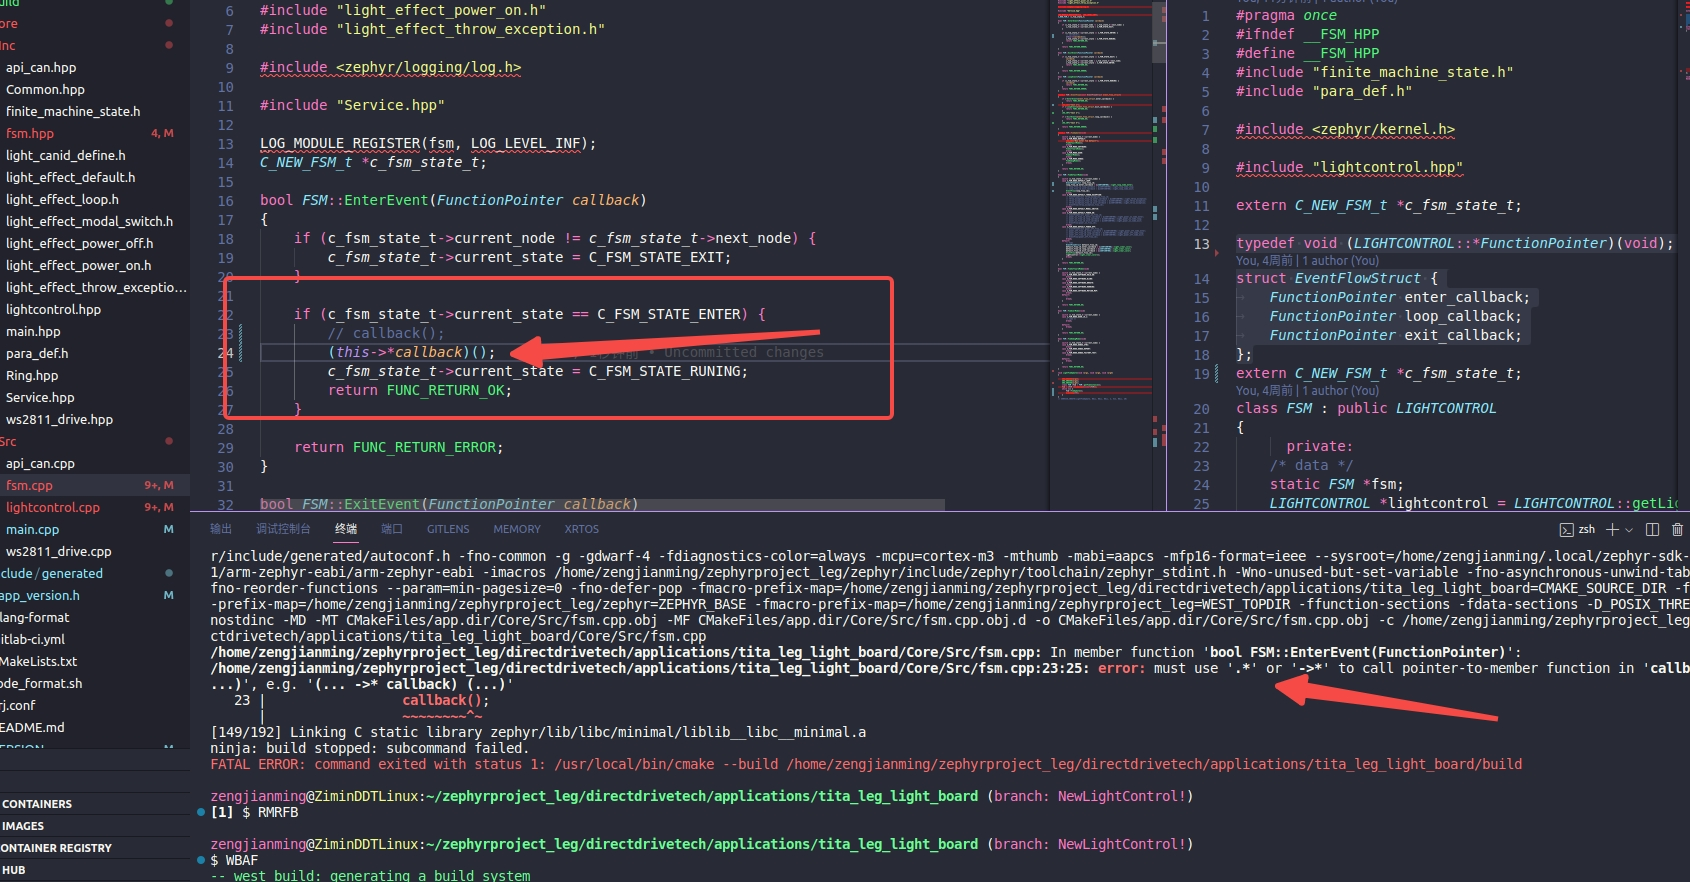 uild
ore
nc
api_can.hpp
Common.hpp
finite_machine_state.h
fsm.hpp 4, M
light_canid_define.h
light_effect_default.h
light_effect_loop.h
light_effect_modal_switch.h
light_effect_power_off.h
light_effect_power_on.h
light_effect_throw_exceptio...
lightcontrol.hpp
main.hpp
para_def.h
Ring.hpp
Service.hpp
ws2811_drive.hpp
Src
api_can.cpp
fsm.cpp 9+, M
lightcontrol.cpp 9+, M
main.cpp M
ws2811_drive.cpp
clude/generated
app_version.h M
lang-format
itlab-ci.yml
MakeLists.txt
ode_format.sh
rj.conf
EADME.md
CONTAINERS
IMAGES
ONTAINER REGISTRY
HUB
6 #include "light_effect_power_on.h"
7 #include "light_effect_throw_exception.h"
8
9 #include <zephyr/logging/log.h>
10
11 #include "Service.hpp"
12
13 LOG_MODULE_REGISTER(fsm, LOG_LEVEL_INF);
14 C_NEW_FSM_t *c_fsm_state_t;
15
16 bool FSM::EnterEvent(FunctionPointer callback)
17 {
18 if (c_fsm_state_t->current_node != c_fsm_state_t->next_node) {
19 c_fsm_state_t->current_state = C_FSM_STATE_EXIT;
20 }
21
22 if (c_fsm_state_t->current_state == C_FSM_STATE_ENTER) {
23 // callback();
24 (this->*callback)(); • Uncommitted changes
25 c_fsm_state_t->current_state = C_FSM_STATE_RUNING;
26 return FUNC_RETURN_OK;
27 }
28
29 return FUNC_RETURN_ERROR;
30 }
31
32 bool FSM::ExitEvent(FunctionPointer callback)
1 #pragma once
2 #ifndef __FSM_HPP
3 #define __FSM_HPP
4 #include "finite_machine_state.h"
5 #include "para_def.h"
6
7 #include <zephyr/kernel.h>
8
9 #include "lightcontrol.hpp"
10
11 extern C_NEW_FSM_t *c_fsm_state_t;
12
13 typedef void (LIGHTCONTROL::*FunctionPointer)(void);
You, 4周前 | 1 author (You)
14 struct EventFlowStruct {
15 FunctionPointer enter_callback;
16 FunctionPointer loop_callback;
17 FunctionPointer exit_callback;
18 };
19 extern C_NEW_FSM_t *c_fsm_state_t;
You, 4周前 | 1 author (You)
20 class FSM : public LIGHTCONTROL
21 {
22 private:
23 /* data */
24 static FSM *fsm;
25 LIGHTCONTROL *lightcontrol = LIGHTCONTROL::getLi
输出 调试控制台 终端 端口 GITLENS MEMORY XRTOS zsh
r/include/generated/autoconf.h -fno-common -g -gdwarf-4 -fdiagnostics-color=always -mcpu=cortex-m3 -mthumb -mabi=aapcs -mfp16-format=ieee --sysroot=/home/zengjianming/.local/zephyr-sdk-
1/arm-zephyr-eabi/arm-zephyr-eabi -imacros /home/zengjianming/zephyrproject_leg/zephyr/include/zephyr/toolchain/zephyr_stdint.h -Wno-unused-but-set-variable -fno-asynchronous-unwind-tab
fno-reorder-functions --param=min-pagesize=0 -fno-defer-pop -fmacro-prefix-map=/home/zengjianming/zephyrproject_leg/directdrivetech/applications/tita_leg_light_board=CMAKE_SOURCE_DIR -f
-prefix-map=/home/zengjianming/zephyrproject_leg/zephyr=ZEPHYR_BASE -fmacro-prefix-map=/home/zengjianming/zephyrproject_leg=WEST_TOPDIR -ffunction-sections -fdata-sections -D_POSIX_THRE
nostdinc -MD -MT CMakeFiles/app.dir/Core/Src/fsm.cpp.obj -MF CMakeFiles/app.dir/Core/Src/fsm.cpp.obj.d -o CMakeFiles/app.dir/Core/Src/fsm.cpp.obj -c /home/zengjianming/zephyrproject_leg
ctdrivetech/applications/tita_leg_light_board/Core/Src/fsm.cpp
/home/zengjianming/zephyrproject_leg/directdrivetech/applications/tita_leg_light_board/Core/Src/fsm.cpp: In member function 'bool FSM::EnterEvent(FunctionPointer)':
/home/zengjianming/zephyrproject_leg/directdrivetech/applications/tita_leg_light_board/Core/Src/fsm.cpp:23:25: error: must use '.*' or '->*' to call pointer-to-member function in 'callb
...)', e.g. '(... ->* callback) (...)'
23 | callback();
| ~~~~~~~~^~
[149/192] Linking C static library zephyr/lib/libc/minimal/liblib__libc__minimal.a
ninja: build stopped: subcommand failed.
FATAL ERROR: command exited with status 1: /usr/local/bin/cmake --build /home/zengjianming/zephyrproject_leg/directdrivetech/applications/tita_leg_light_board/build
zengjianming@ZiminDDTLinux:~/zephyrproject_leg/directdrivetech/applications/tita_leg_light_board (branch: NewLightControl!)
[1] $ RMRFB
zengjianming@ZiminDDTLinux:~/zephyrproject_leg/directdrivetech/applications/tita_leg_light_board (branch: NewLightControl!)
$ WBAF
-- west build: generating a build system